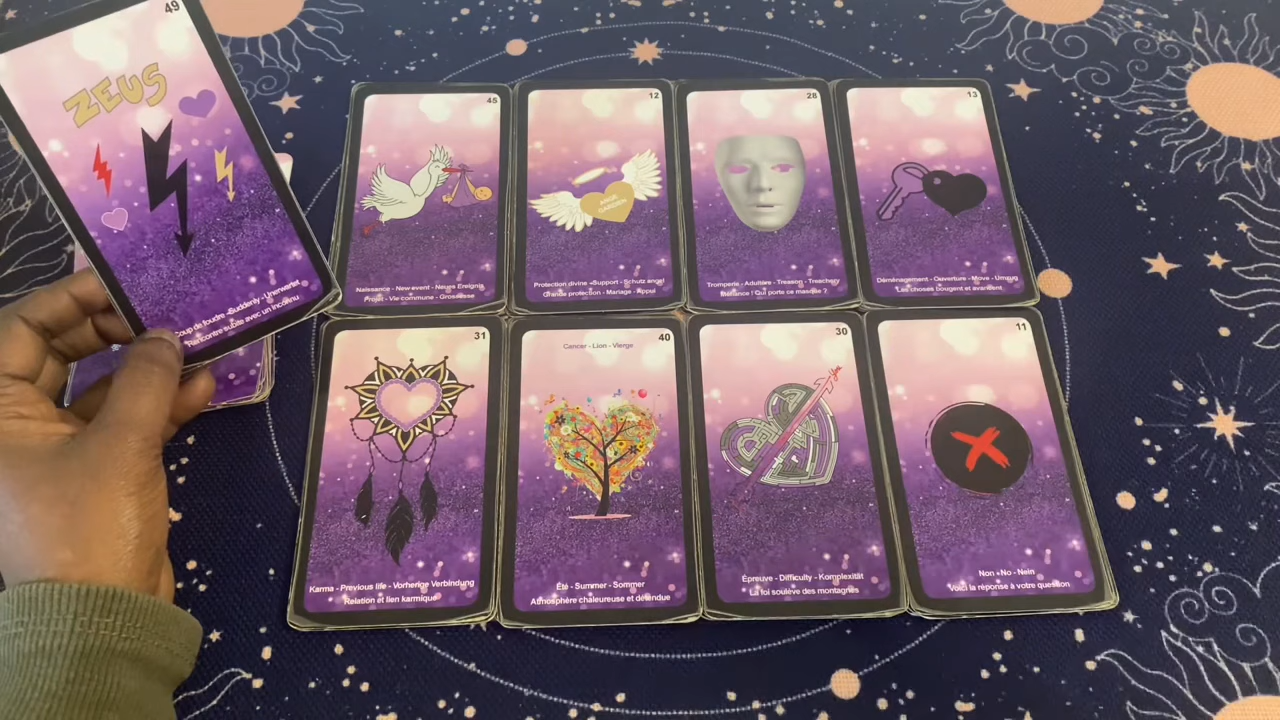 49
ZEUS
Coup de foudre - Suddenly - Unerwartet
Rencontre subite avec un inconnu
45
Naissance - New event - Neues Ereignis
Projet - Vie commune - Grossesse
12
ANGE
GARDIEN
Protection divine - Support - Schutz angel
Grande protection - Mariage - Appui
28
Tromperie - Adultère - Treason - Treachery
Méfiance ! Qui porte ce masque ?
13
Déménagement - Ouverture - Move - Umzug
Les choses bougent et avancent
31
Karma - Previous life - Vorherige Verbindung
Relation et lien karmique
40
Cancer - Lion - Vierge
Été - Summer - Sommer
Atmosphère chaleureuse et détendue
30
Épreuve - Difficulty - Komplexität
La foi soulève des montagnes
11
Non - No - Nein
Voici la réponse à votre question